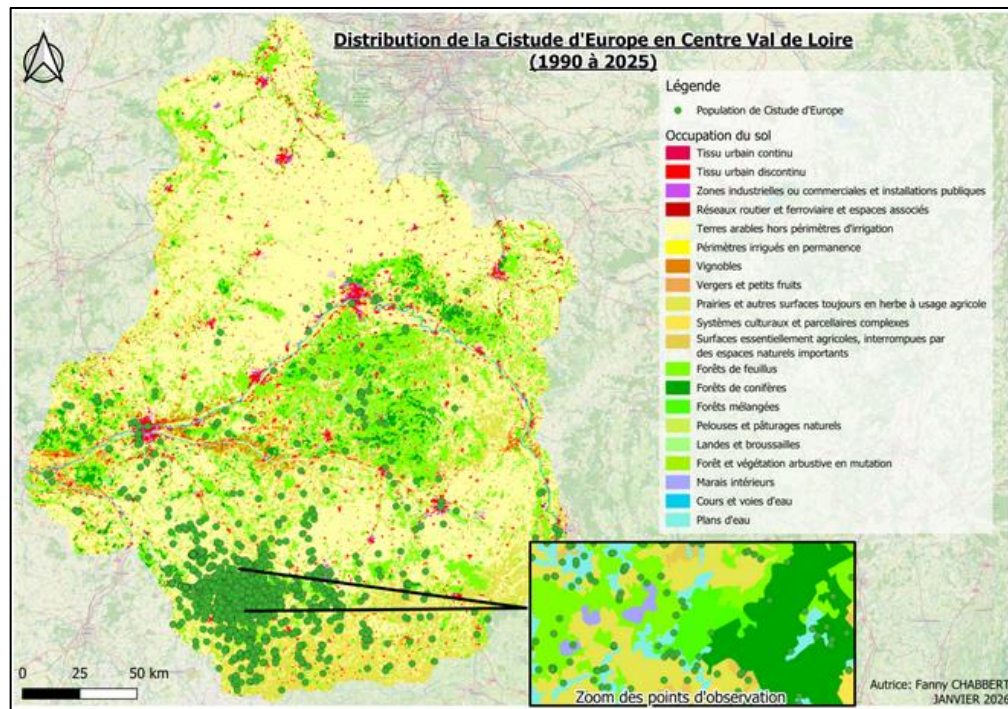 Distribution de la Cistude d'Europe en Centre Val de Loire
(1990 à 2025)
Légende
Population de Cistude d'Europe
Occupation du sol
Tissu urbain continu
Tissu urbain discontinu
Zones industrielles ou commerciales et installations publiques
Réseaux routier et ferroviaire et espaces associés
Terres arables hors périmètres d'irrigation
Périmètres irrigués en permanence
Vignobles
Vergers et petits fruits
Prairies et autres surfaces toujours en herbe à usage agricole
Systèmes culturaux et parcellaires complexes
Surfaces essentiellement agricoles, interrompues par
des espaces naturels importants
Forêts de feuillus
Forêts de conifères
Forêts mélangées
Pelouses et pâturages naturels
Landes et broussailles
Forêt et végétation arbustive en mutation
Marais intérieurs
Cours et voies d'eau
Plans d'eau
0 25 50 km
Zoom des points d'observation
Autrice: Fanny CHABBERT
JANVIER 2026